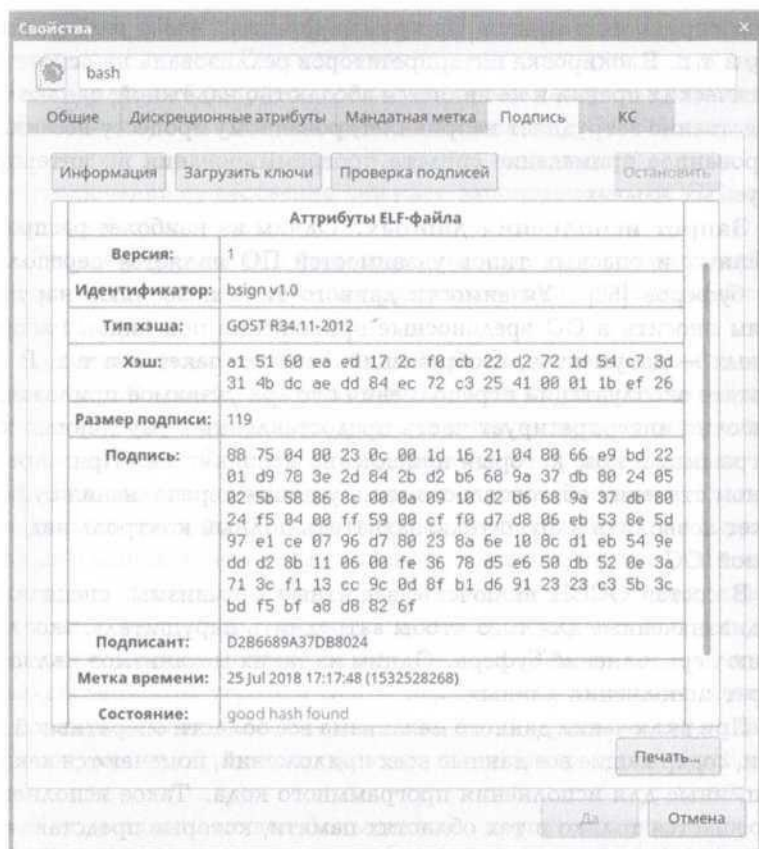 Свойства
bash
Общие Дискреционные атрибуты Мандатная метка Подпись КС
Информация Загрузить ключи Проверка подписей Остановить
Аттрибуты ELF-файла
Версия: 1
Идентификатор: bsign v1.0
Тип хэша: GOST R34.11-2012
Хэш: a1 51 60 ea ed 17 2c f0 cb 22 d2 72 1d 54 c7 3d
31 4b dc ae dd 84 ec 72 c3 25 41 00 01 1b ef 26
Размер подписи: 119
Подпись: 88 75 04 00 23 0c 00 1d 16 21 04 80 66 e9 bd 22
01 d9 78 3e 2d 84 2b d2 b6 68 9a 37 db 80 24 05
02 5b 58 86 8c 00 0a 09 10 d2 b6 68 9a 37 db 80
24 f5 04 00 ff 59 00 cf f0 d7 d8 06 eb 53 8e 5d
97 e1 ce 07 96 d7 80 23 8a 6e 10 8c d1 eb 54 9e
dd d2 8b 11 06 00 fe 36 78 d5 e6 50 db 52 0e 3a
71 3c f1 13 cc 9c 0d 8f b1 d6 91 23 23 c3 5b 3c
bd f5 bf a8 d8 82 6f
Подписант: D2B6689A37DB8024
Метка времени: 25 Jul 2018 17:17:48 (1532528268)
Состояние: good hash found
Печать...
Да Отмена